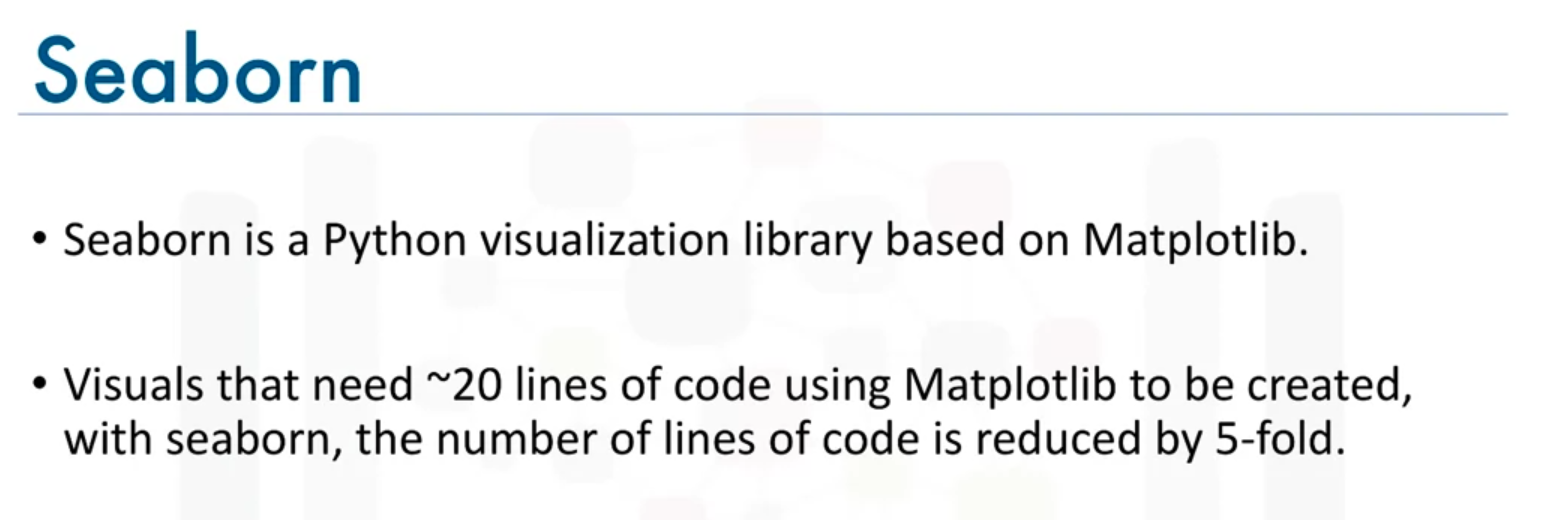 Seaborn
• Seaborn is a Python visualization library based on Matplotlib.
• Visuals that need ~20 lines of code using Matplotlib to be created,
with seaborn, the number of lines of code is reduced by 5-fold.